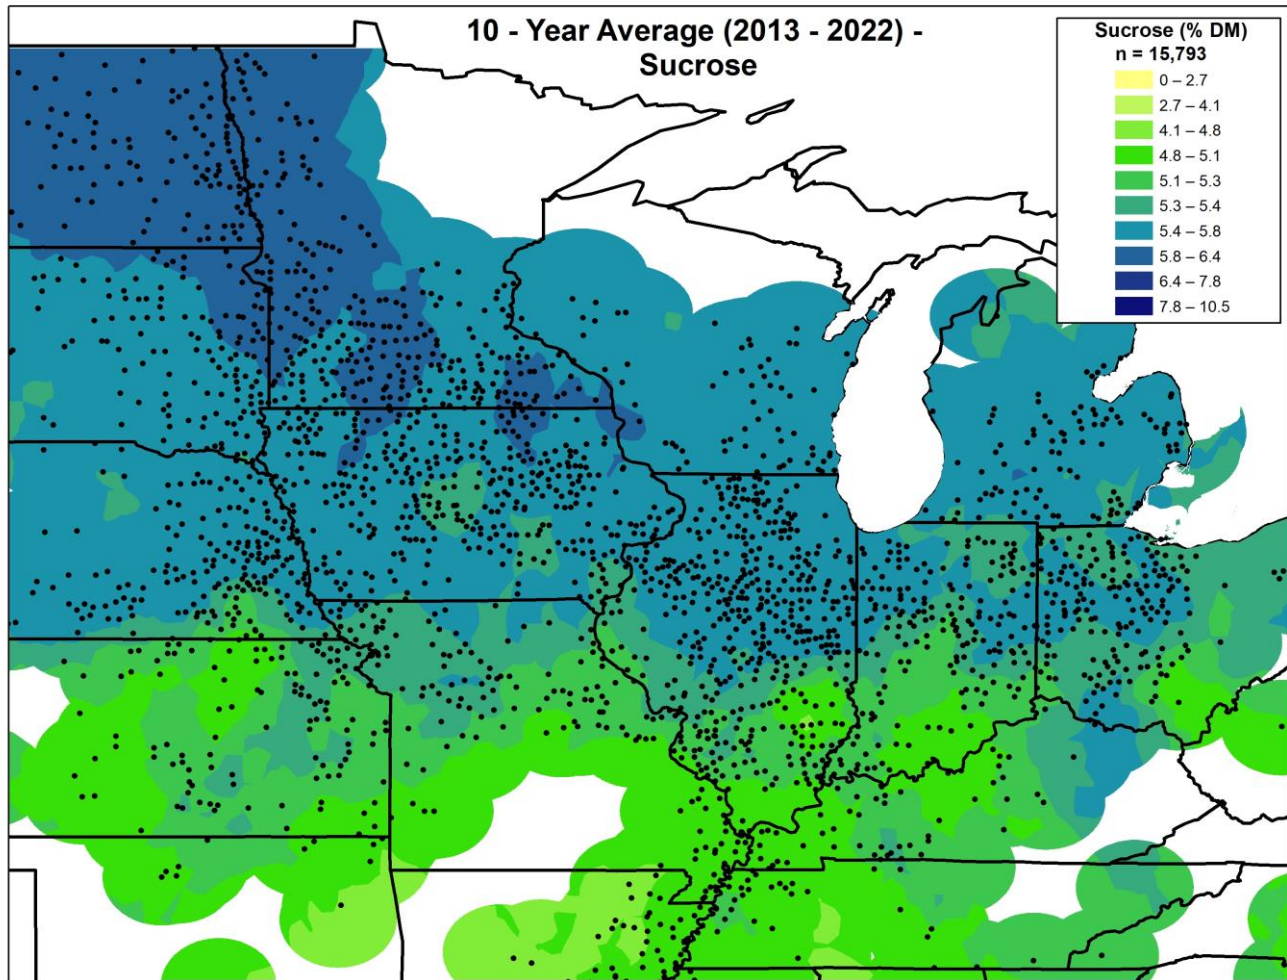 10 - Year Average (2013 - 2022) -
Sucrose
Sucrose (% DM)
n = 15,793
0 – 2.7
2.7 – 4.1
4.1 – 4.8
4.8 – 5.1
5.1 – 5.3
5.3 – 5.4
5.4 – 5.8
5.8 – 6.4
6.4 – 7.8
7.8 – 10.5